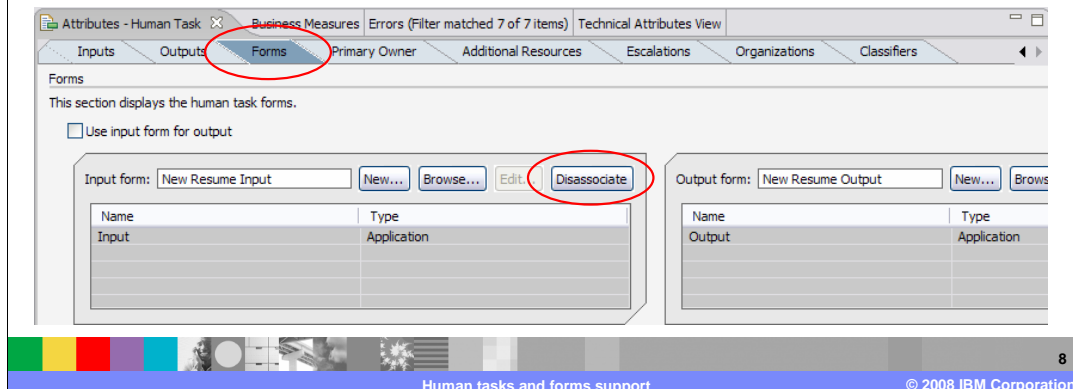 Attributes - Human Task Business Measures Errors (Filter matched 7 of 7 items) Technical Attributes View
Inputs Outputs Forms Primary Owner Additional Resources Escalations Organizations Classifiers
Forms
This section displays the human task forms.
Use input form for output
Input form: New Resume Input New... Browse... Edit... Disassociate Output form: New Resume Output New... Brows
Name Type Name Type
Input Application Output Application
8
Human tasks and forms support © 2008 IBM Corporation